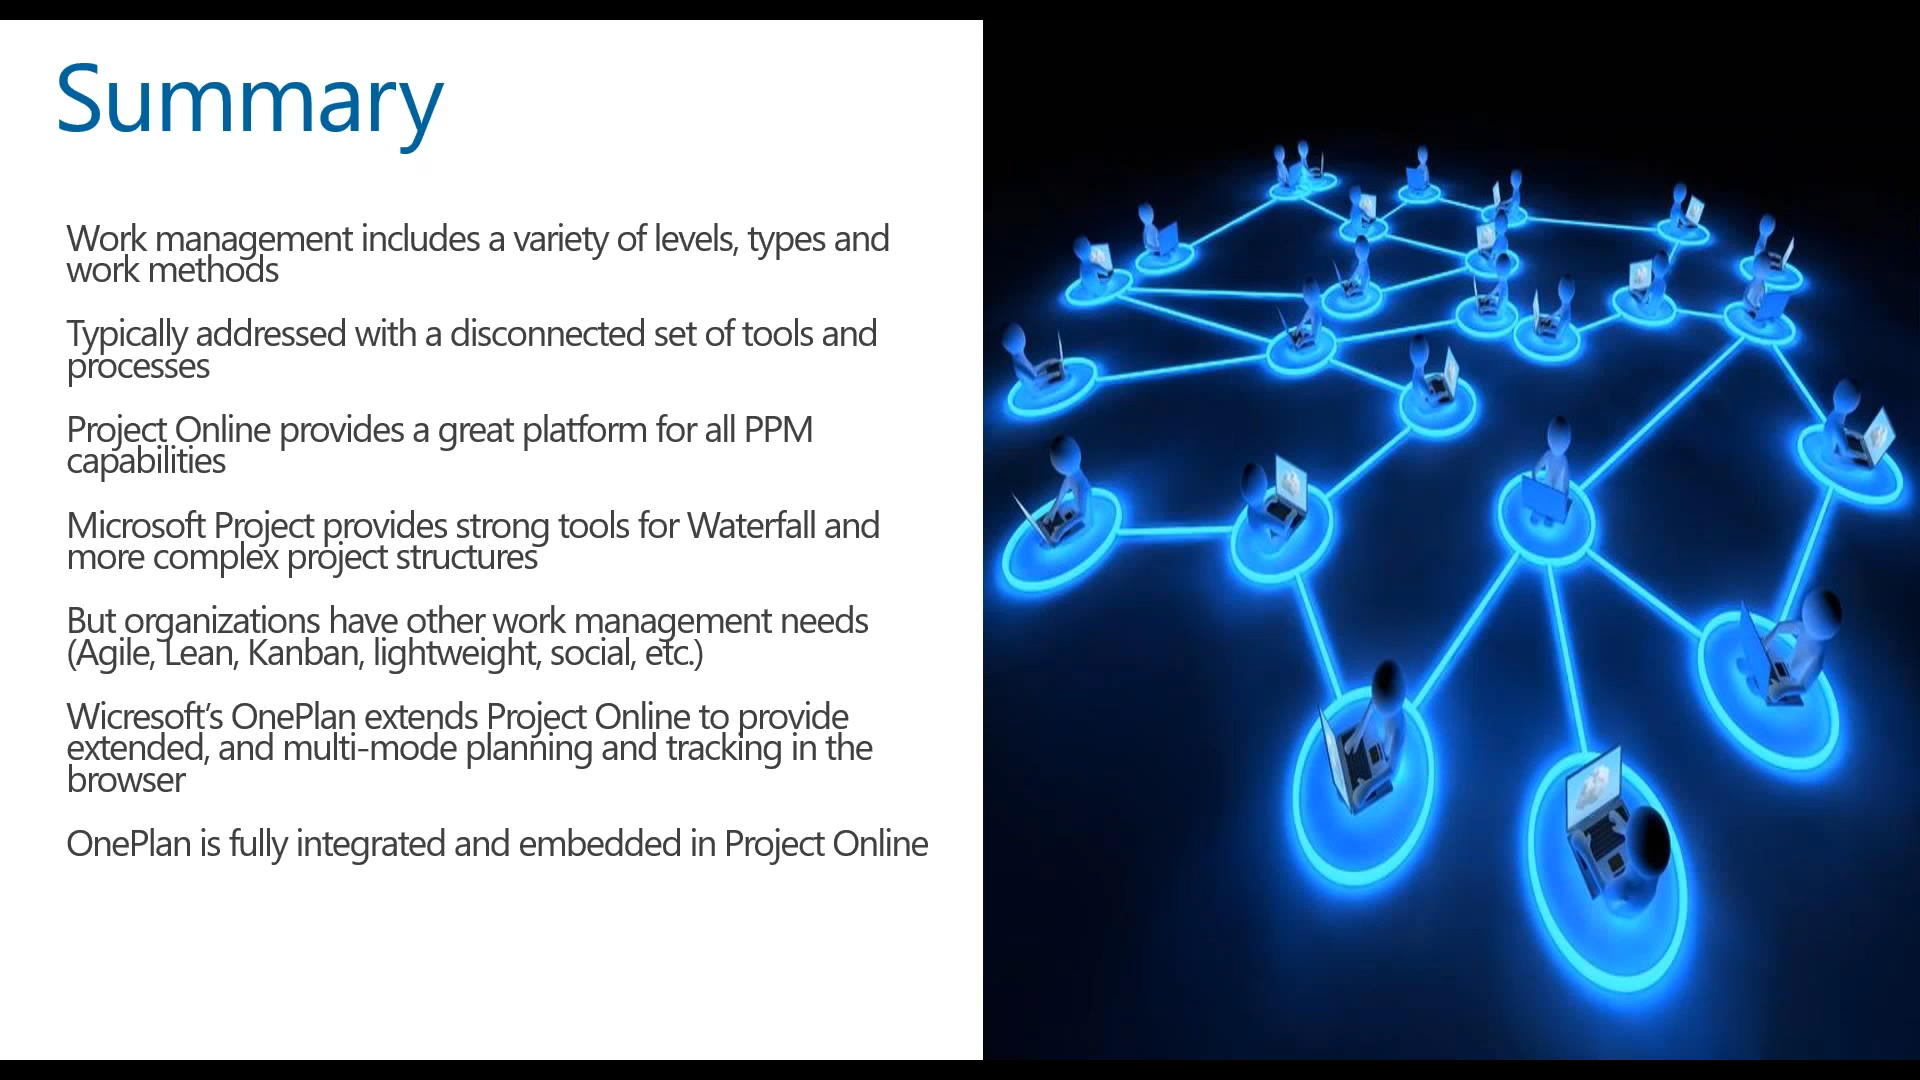 Summary
Work management includes a variety of levels, types and
work methods
Typically addressed with a disconnected set of tools and
processes
Project Online provides a great platform for all PPM
capabilities
Microsoft Project provides strong tools for Waterfall and
more complex project structures
But organizations have other work management needs
(Agile, Lean, Kanban, lightweight, social, etc.)
Wicresoft’s OnePlan extends Project Online to provide
extended, and multi-mode planning and tracking in the
browser
OnePlan is fully integrated and embedded in Project Online